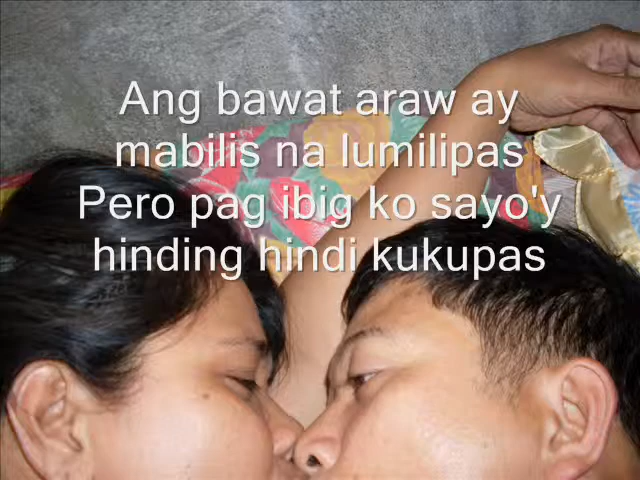 Ang bawat araw ay
mabilis na lumilipas
Pero pag ibig ko sayo'y
hinding hindi kukupas